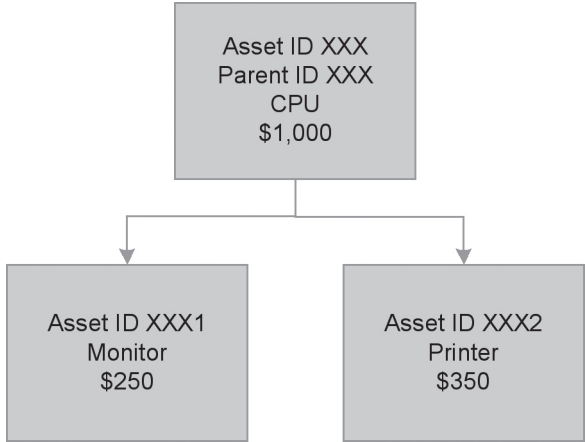 Asset ID XXX
Parent ID XXX
CPU
$1,000
Asset ID XXX1
Monitor
$250
Asset ID XXX2
Printer
$350